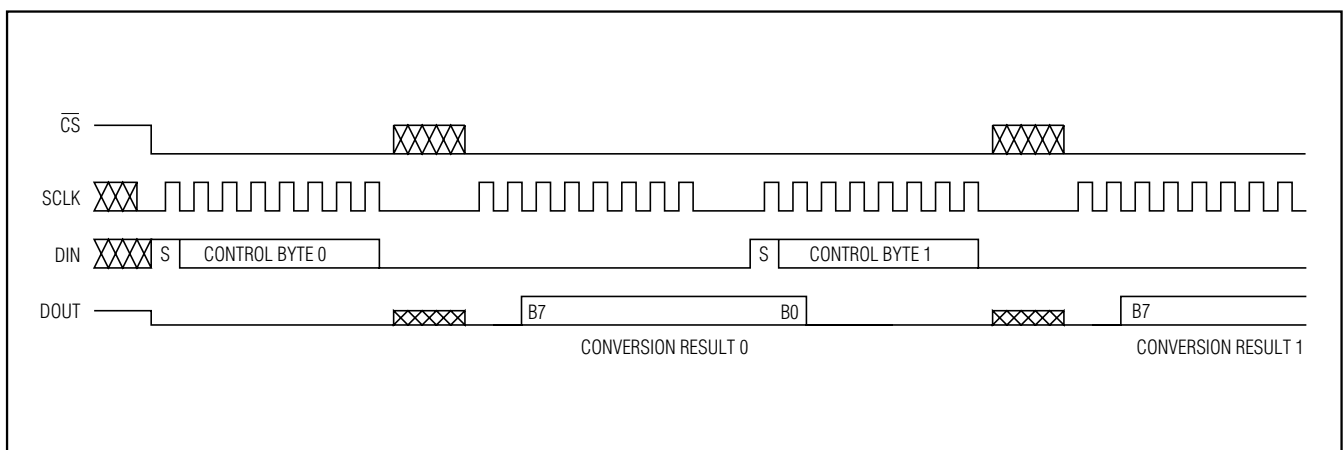 CS
SCLK
DIN S CONTROL BYTE 0 S CONTROL BYTE 1
DOUT B7 B0 B7
CONVERSION RESULT 0 CONVERSION RESULT 1